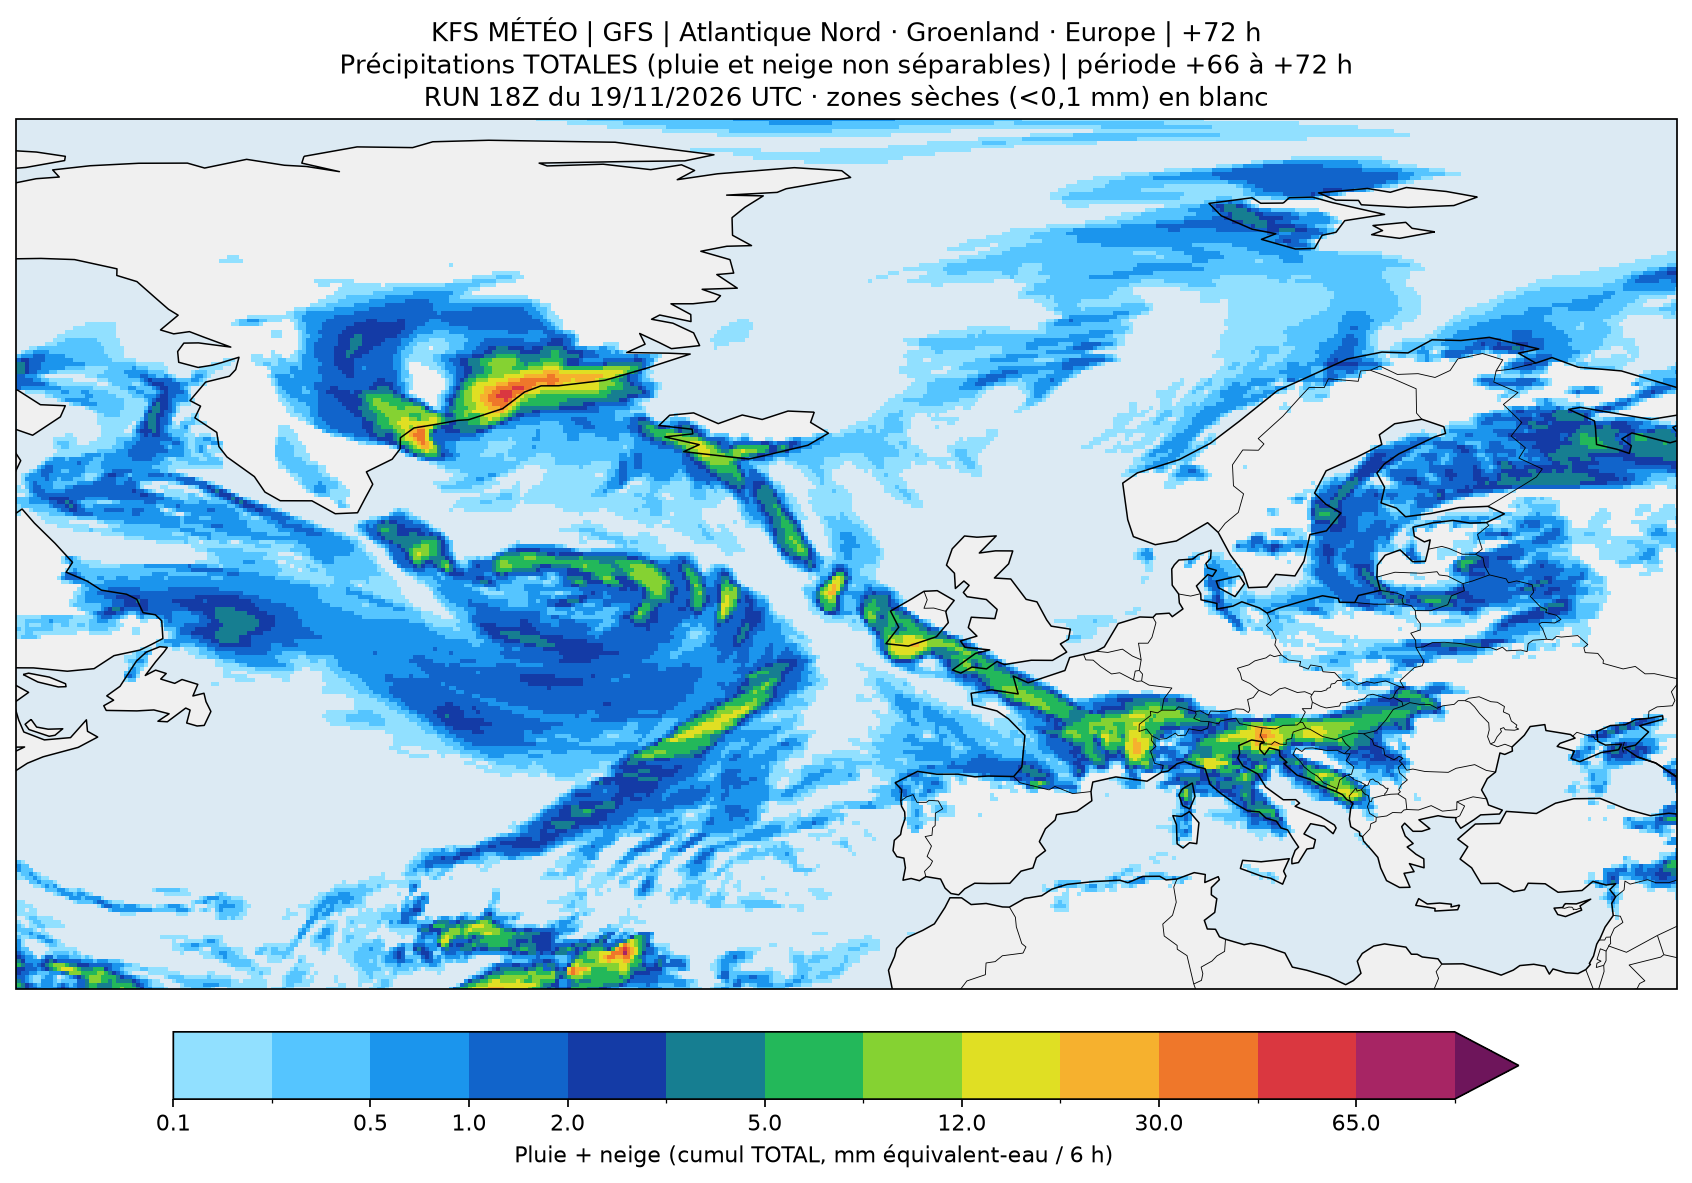 KFS MÉTÉO | GFS | Atlantique Nord · Groenland · Europe | +72 h
Précipitations TOTALES (pluie et neige non séparables) | période +66 à +72 h
RUN 18Z du 19/11/2026 UTC · zones sèches (<0,1 mm) en blanc
0.1 0.5 1.0 2.0 5.0 12.0 30.0 65.0
Pluie + neige (cumul TOTAL, mm équivalent-eau / 6 h)